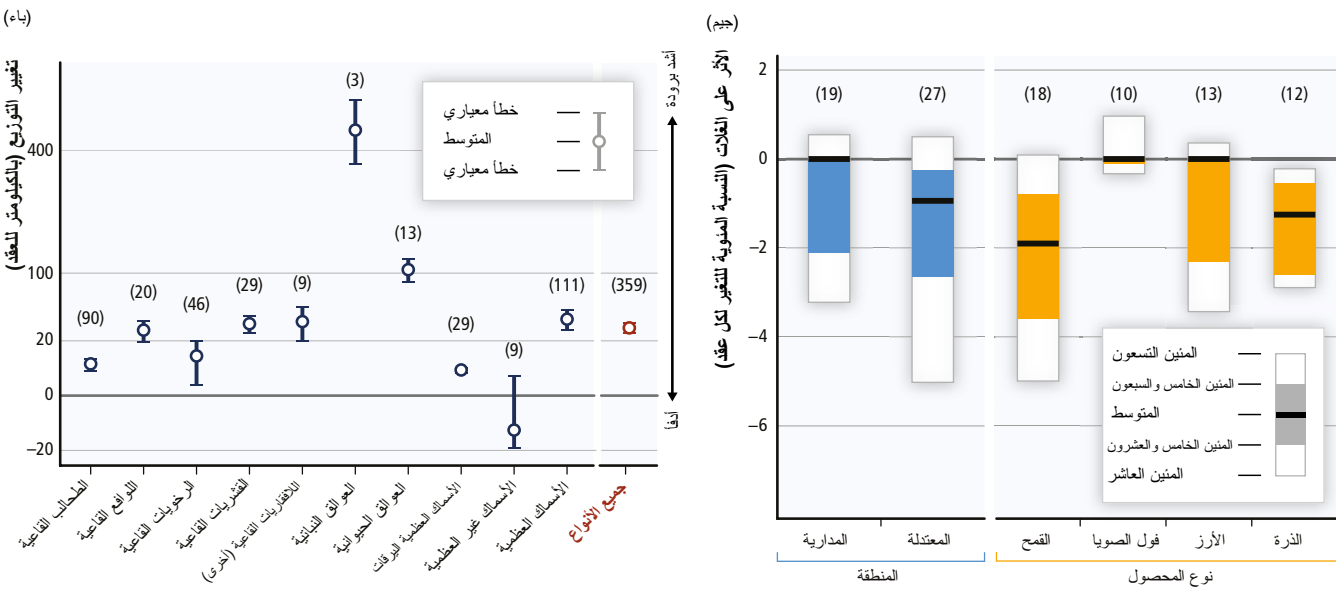 (باء)
تغيير التوزيع (بالكيلومتر للعقد)
400
100
20
0
–20
(90)
(20)
(46)
(29)
(9)
(3)
(13)
(29)
(9)
(111)
(359)
خطأ معياري
المتوسط
خطأ معياري
أشد برودة
أدفأ
الطحالب القاعية
اللواقع القاعية
الرخويات القاعية
القشريات القاعية
اللافقاريات القاعية (أخرى)
العوالق النباتية
العوالق الحيوانية
الأسماك العظمية اليرقات
الأسماك غير العظمية
الأسماك العظمية
جميع الأنواع
(جيم)
الأثر على الغلات (النسبة المئوية للتغير لكل عقد)
2
0
–2
–4
–6
(19)
(27)
(18)
(10)
(13)
(12)
المئين التسعون
المئين الخامس والسبعون
المتوسط
المئين الخامس والعشرون
المئين العاشر
المدارية
المعتدلة
القمح
فول الصويا
الأرز
الذرة
المنطقة
نوع المحصول